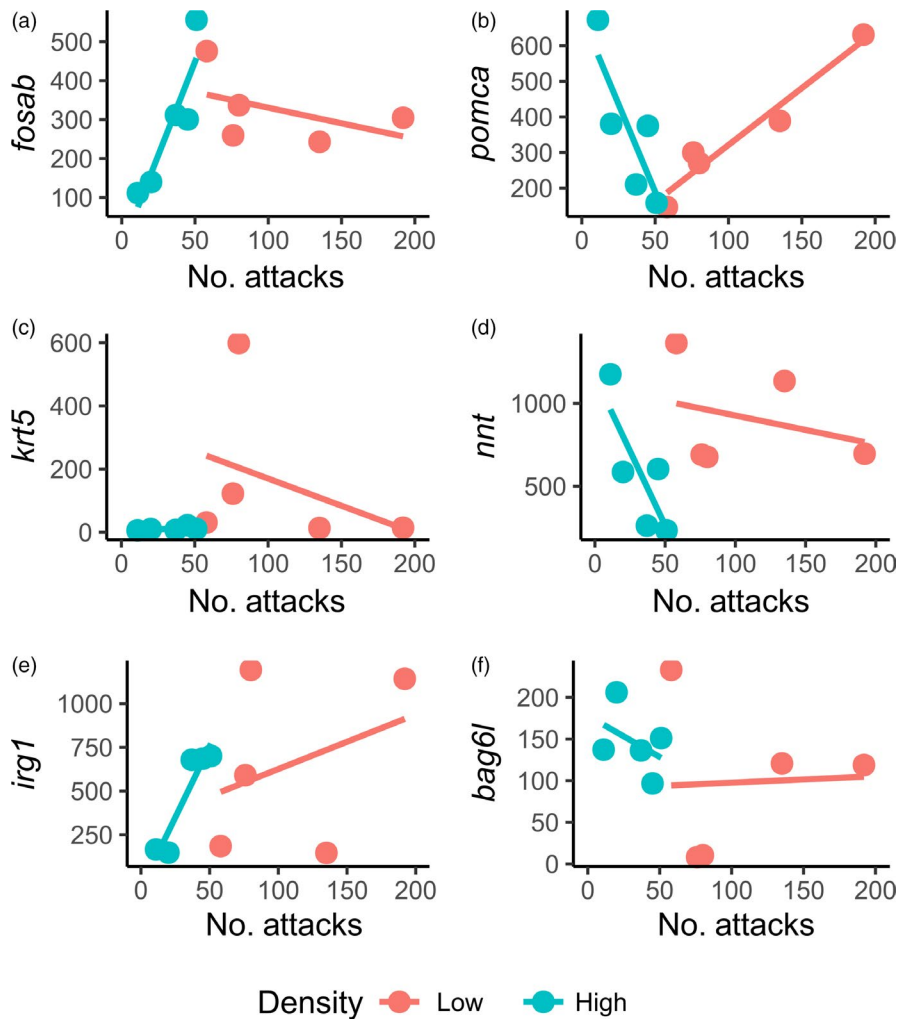 (a)
fosab
500
400
300
200
100
0 50 100 150 200
No. attacks
(b)
pomca
600
500
400
300
200
0 50 100 150 200
No. attacks
(c)
krt5
600
400
200
0
0 50 100 150 200
No. attacks
(d)
nnt
1000
500
0 50 100 150 200
No. attacks
(e)
irg1
1000
750
500
250
0 50 100 150 200
No. attacks
(f)
bag6l
200
150
100
50
0
0 50 100 150 200
No. attacks
Density Low High